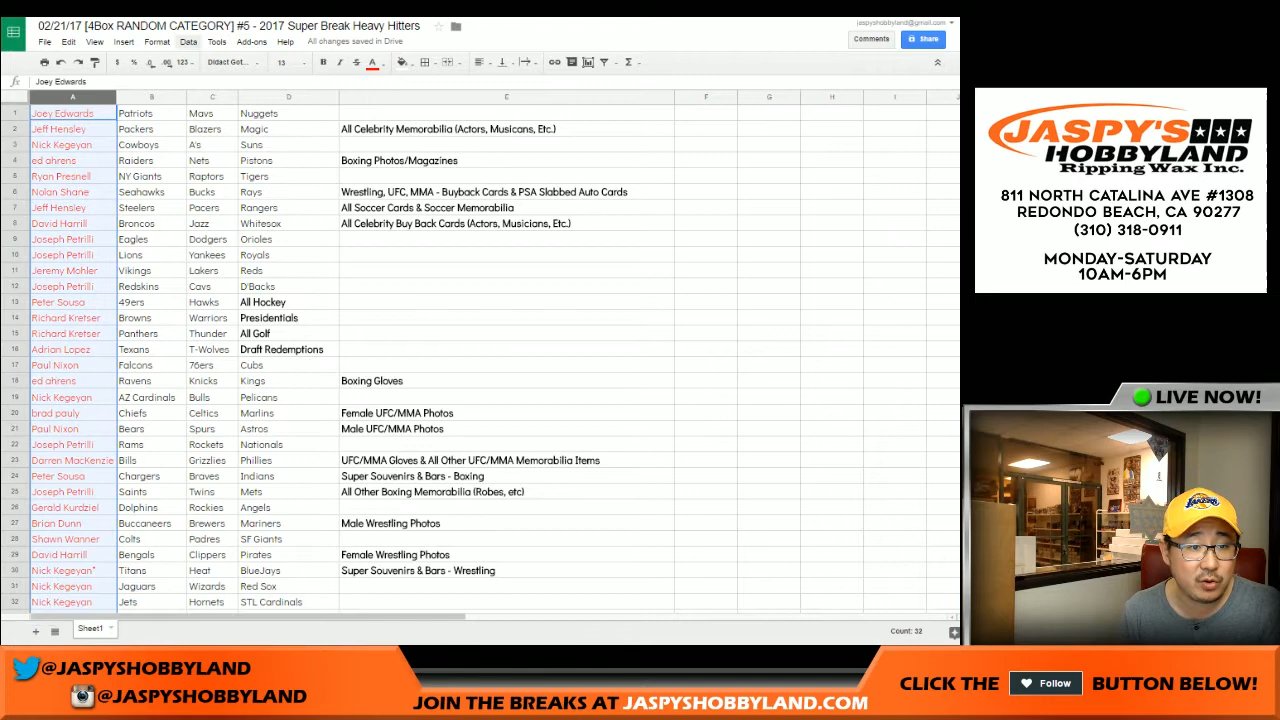 02/21/17 [4Box RANDOM CATEGORY] #5 - 2017 Super Break Heavy Hitters
jaspyshobbyland@gmail.com
File Edit View Insert Format Data Tools Add-ons Help All changes saved in Drive
Comments Share
$ % .0 .00 123 Didact Got... 13 B I S A
fx Joey Edwards
A B C D E F G H I J
1 Joey Edwards Patriots Mavs Nuggets
2 Jeff Hensley Packers Blazers Magic All Celebrity Memorabilia (Actors, Musicans, Etc.)
3 Nick Kegeyan Cowboys A's Suns
4 ed ahrens Raiders Nets Pistons Boxing Photos/Magazines
5 Ryan Presnell NY Giants Raptors Tigers
6 Nolan Shane Seahawks Bucks Rays Wrestling, UFC, MMA - Buyback Cards & PSA Slabbed Auto Cards
7 Jeff Hensley Steelers Pacers Rangers All Soccer Cards & Soccer Memorabilia
8 David Harrill Broncos Jazz Whitesox All Celebrity Buy Back Cards (Actors, Musicians, Etc.)
9 Joseph Petrilli Eagles Dodgers Orioles
10 Joseph Petrilli Lions Yankees Royals
11 Jeremy Mohler Vikings Lakers Reds
12 Joseph Petrilli Redskins Cavs D'Backs
13 Peter Sousa 49ers Hawks All Hockey
14 Richard Kretser Browns Warriors Presidentials
15 Richard Kretser Panthers Thunder All Golf
16 Adrian Lopez Texans T-Wolves Draft Redemptions
17 Paul Nixon Falcons 76ers Cubs
18 ed ahrens Ravens Knicks Kings Boxing Gloves
19 Nick Kegeyan AZ Cardinals Bulls Pelicans
20 brad pauly Chiefs Celtics Marlins Female UFC/MMA Photos
21 Paul Nixon Bears Spurs Astros Male UFC/MMA Photos
22 Joseph Petrilli Rams Rockets Nationals
23 Darren MacKenzie Bills Grizzlies Phillies UFC/MMA Gloves & All Other UFC/MMA Memorabilia Items
24 Peter Sousa Chargers Braves Indians Super Souvenirs & Bars - Boxing
25 Joseph Petrilli Saints Twins Mets All Other Boxing Memorabilia (Robes, etc)
26 Gerald Kurdziel Dolphins Rockies Angels
27 Brian Dunn Buccaneers Brewers Mariners Male Wrestling Photos
28 Shawn Wanner Colts Padres SF Giants
29 David Harrill Bengals Clippers Pirates Female Wrestling Photos
30 Nick Kegeyan* Titans Heat BlueJays Super Souvenirs & Bars - Wrestling
31 Nick Kegeyan Jaguars Wizards Red Sox
32 Nick Kegeyan Jets Hornets STL Cardinals
Sheet1
Count: 32
JASPY'S
HOBBYLAND
Ripping Wax Inc.
811 NORTH CATALINA AVE #1308
REDONDO BEACH, CA 90277
(310) 318-0911
MONDAY-SATURDAY
10AM-6PM
LIVE NOW!
LAKERS
@JASPYSHOBBYLAND
@JASPYSHOBBYLAND
JOIN THE BREAKS AT JASPYSHOBBYLAND.COM
CLICK THE Follow BUTTON BELOW!